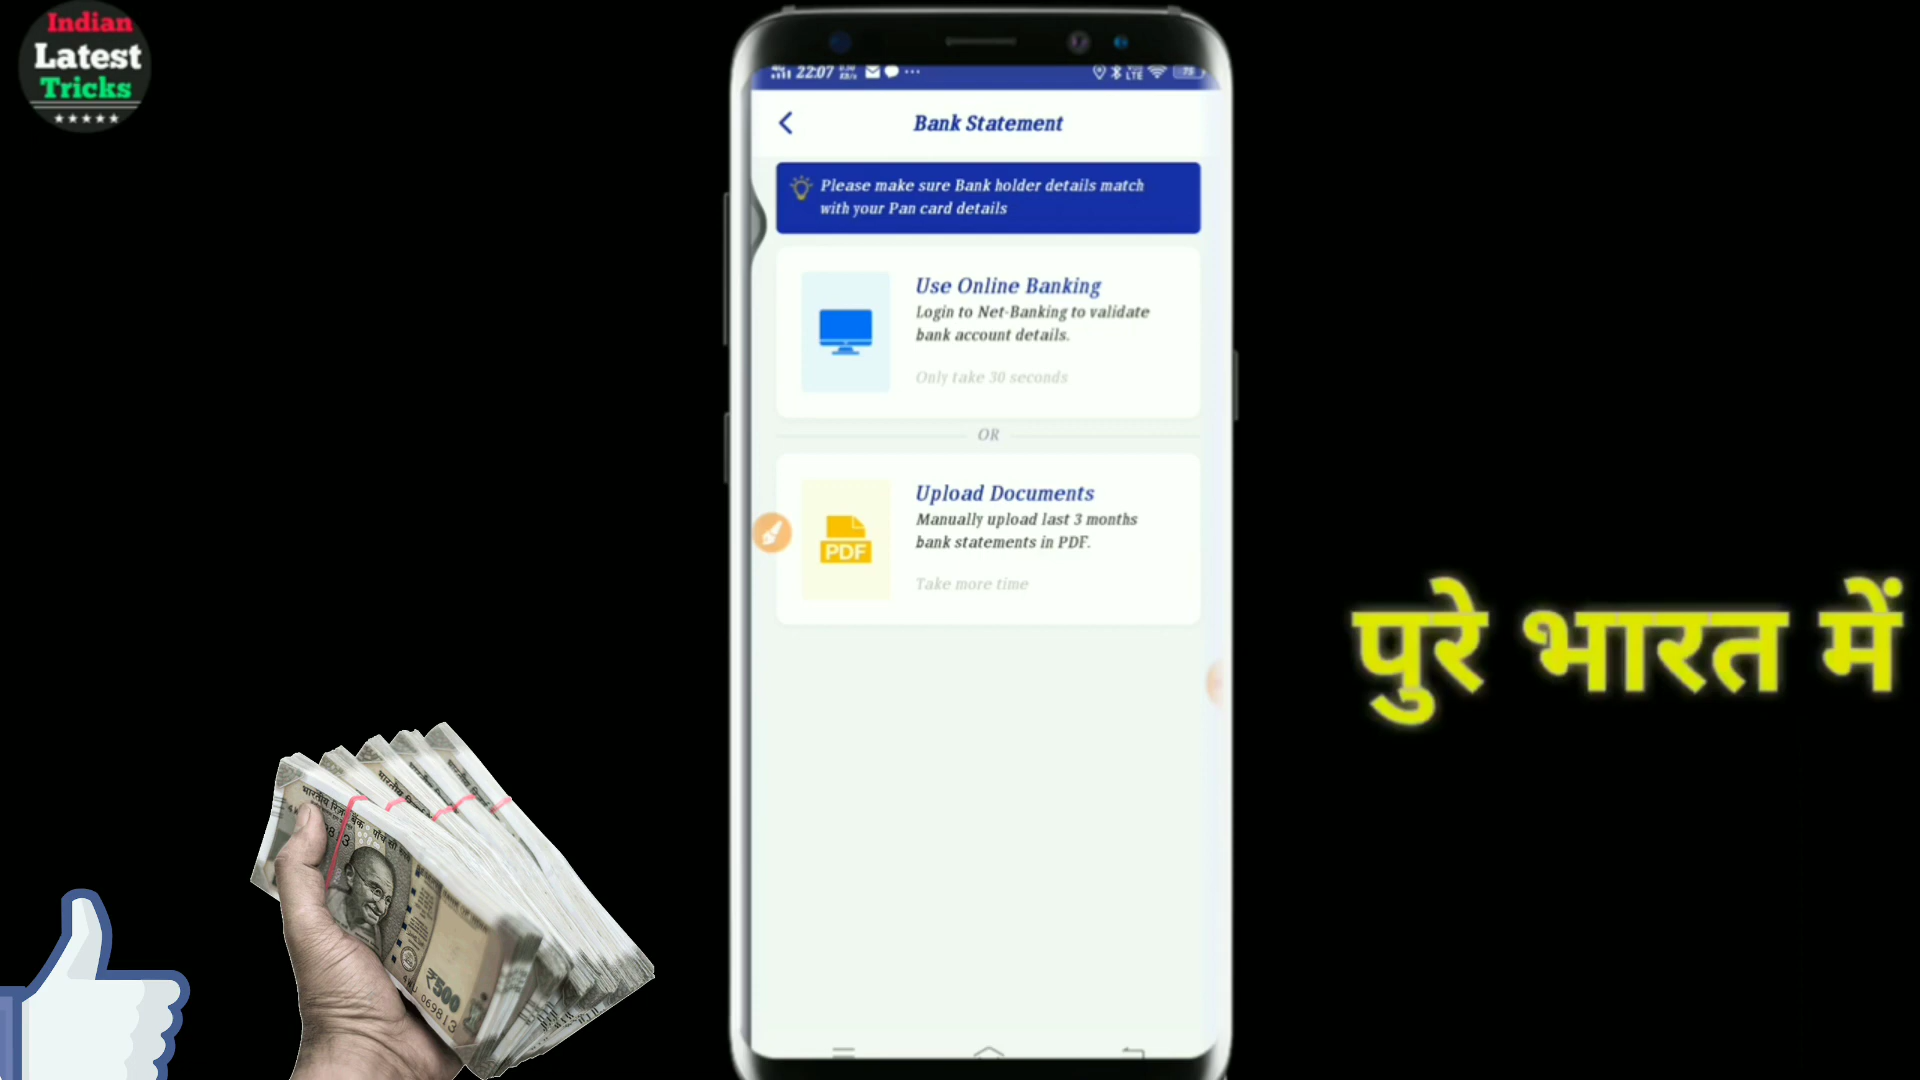 Indian
Latest
Tricks
22:07
Bank Statement
Please make sure Bank holder details match
with your Pan card details
Use Online Banking
Login to Net-Banking to validate
bank account details.
Only take 30 seconds
OR
Upload Documents
Manually upload last 3 months
bank statements in PDF.
Take more time
PDF
पुरे भारत में
₹500
069813